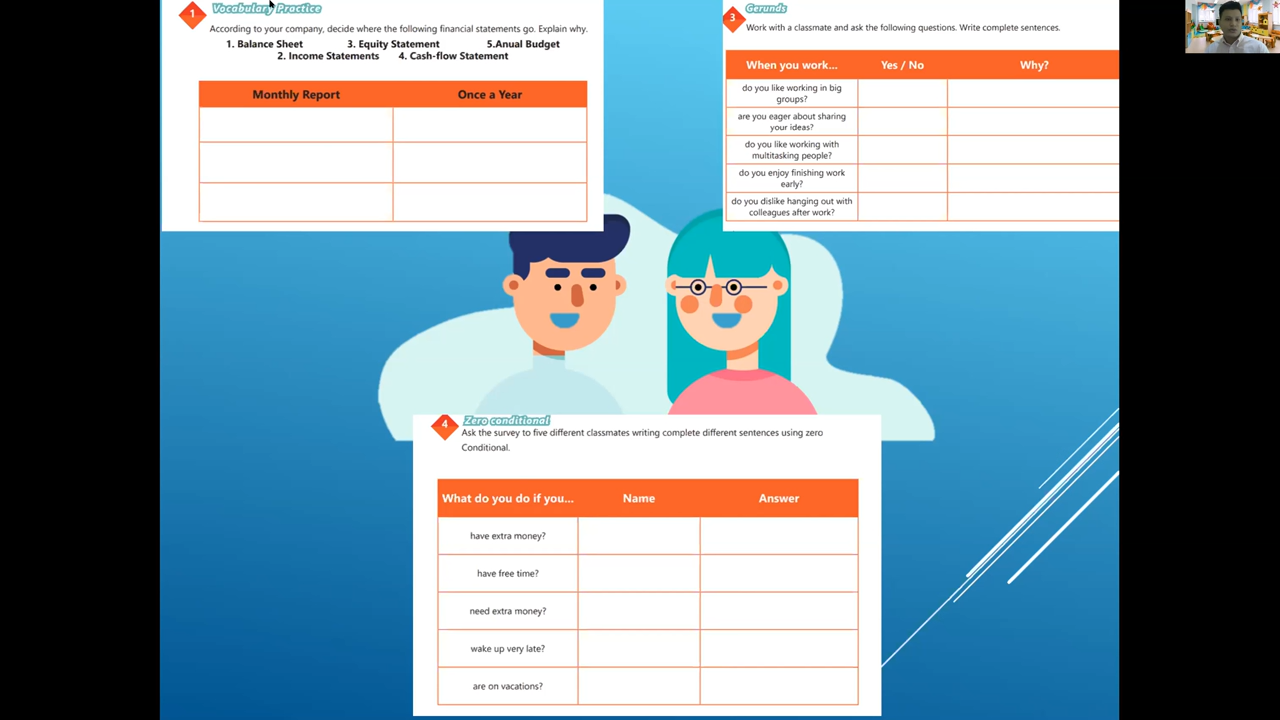 1
Vocabulary Practice
According to your company, decide where the following financial statements go. Explain why.
1. Balance Sheet 3. Equity Statement 5.Anual Budget
2. Income Statements 4. Cash-flow Statement
Monthly Report Once a Year
3
Gerunds
Work with a classmate and ask the following questions. Write complete sentences.
When you work... Yes / No Why?
do you like working in big
groups?
are you eager about sharing
your ideas?
do you like working with
multitasking people?
do you enjoy finishing work
early?
do you dislike hanging out with
colleagues after work?
4
Zero conditional
Ask the survey to five different classmates writing complete different sentences using zero
Conditional.
What do you do if you... Name Answer
have extra money?
have free time?
need extra money?
wake up very late?
are on vacations?